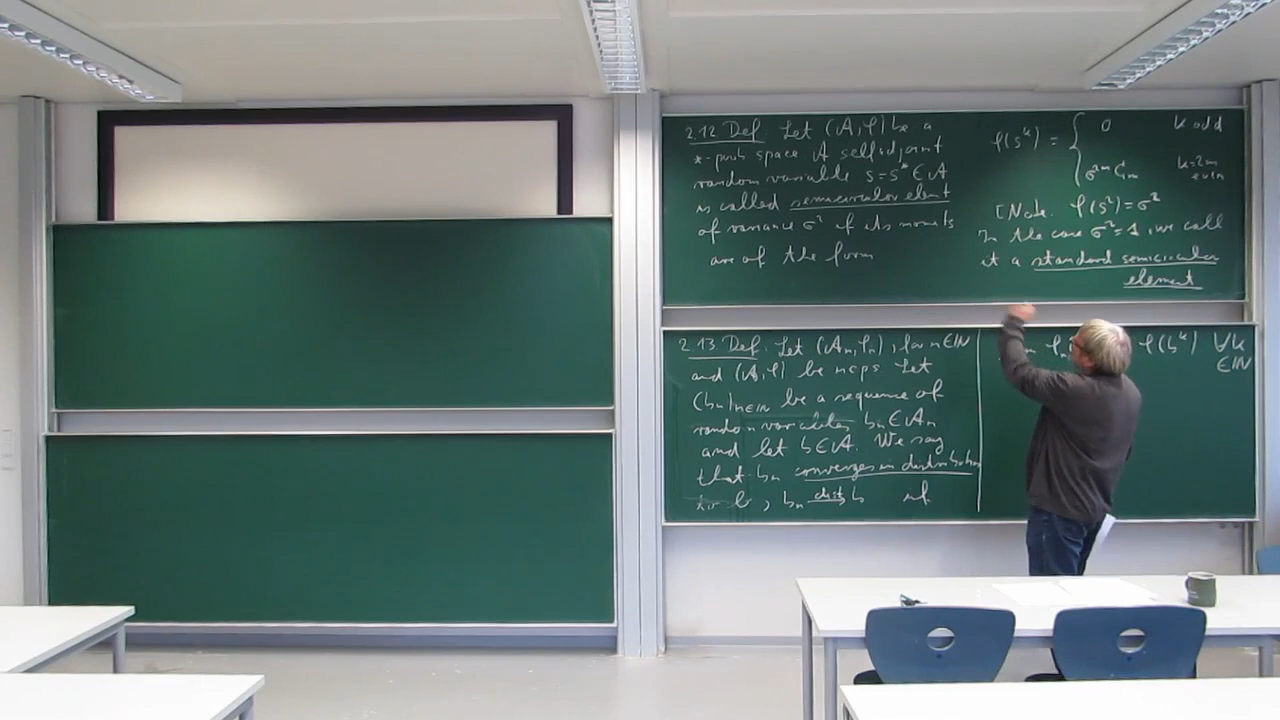 2.12. Def. Let (A, φ) be a
*-prob space. A selfadjoint
random variable s = s* ∈ A
is called semicircular element
of variance σ² if its moments
are of the form
φ(s^k) = { 0 k odd
σ^{2m} C_m k=2m even
[Note. φ(s²) = σ²
In the case σ²=1, we call
it a standard semicircular
element
2.13. Def. Let (A_n, φ_n), for n ∈ ℕ
and (A, φ) be ncps. Let
(b_n)_{n∈ℕ} be a sequence of
random variables b_n ∈ A_n
and let b ∈ A. We say
that b_n converges in distribution
to b, b_n dist→ b if
φ_n φ(b^k) ∀k
∈ ℕ